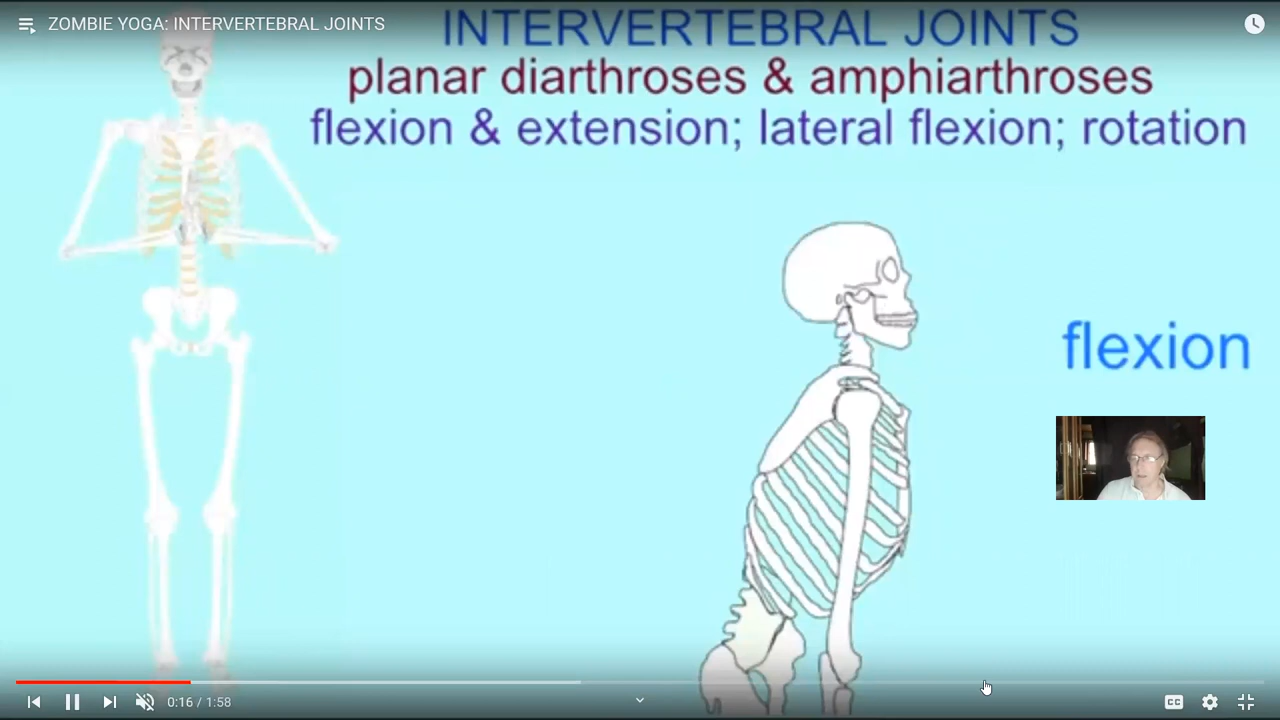 ZOMBIE YOGA: INTERVERTEBRAL JOINTS
INTERVERTEBRAL JOINTS
planar diarthroses & amphiarthroses
flexion & extension; lateral flexion; rotation
flexion
0:16 / 1:58
CC